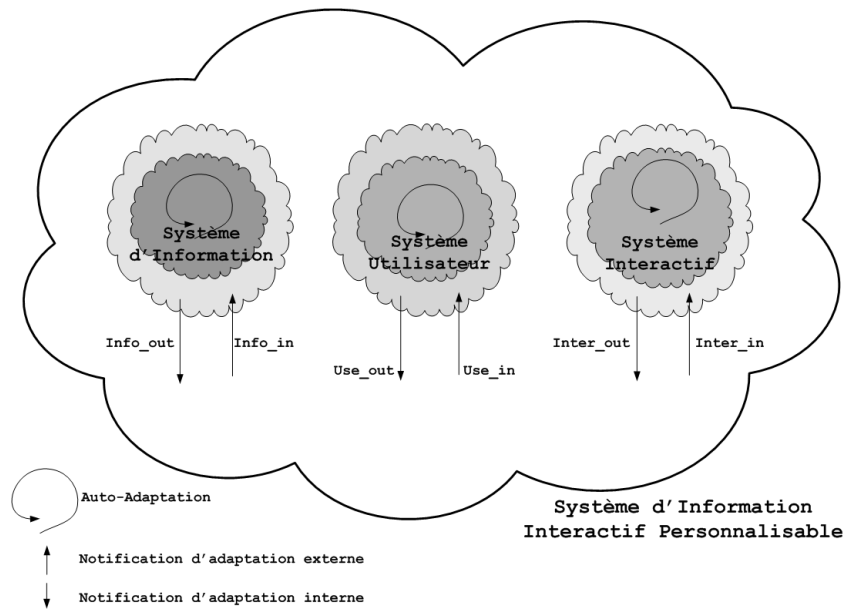 Système
d'Information
Système
Utilisateur
Système
Interactif
Info_out
Info_in
Use_out
Use_in
Inter_out
Inter_in
Auto-Adaptation
Système d'Information
Interactif Personnalisable
Notification d'adaptation externe
Notification d'adaptation interne